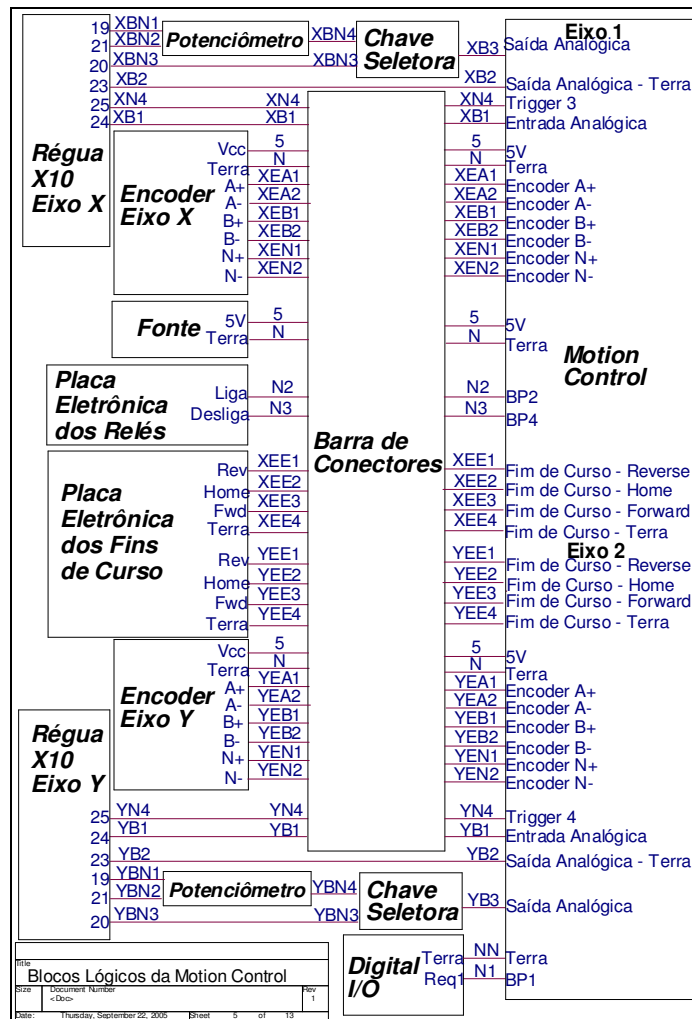 Eixo 1
19 XBN1
21 XBN2
Potenciômetro
XBN4
Chave
Seletora
XB3 Saída Analógica
20 XBN3
XBN3
23 XB2
XB2 Saída Analógica - Terra
25 XN4
XN4
XN4 Trigger 3
24 XB1
XB1
XB1 Entrada Analógica
Régua
X10
Eixo X
Encoder
Eixo X
Vcc 5
5 5V
Terra N
N Terra
A+ XEA1
XEA1 Encoder A+
A- XEA2
XEA2 Encoder A-
B+ XEB1
XEB1 Encoder B+
B- XEB2
XEB2 Encoder B-
N+ XEN1
XEN1 Encoder N+
N- XEN2
XEN2 Encoder N-
Fonte
5V 5
5 5V
Terra N
N Terra
Motion
Control
Placa
Eletrônica
dos Relés
Liga N2
N2 BP2
Desliga N3
N3 BP4
Barra de
Conectores
Placa
Eletrônica
dos Fins
de Curso
Rev XEE1
XEE1 Fim de Curso - Reverse
Home XEE2
XEE2 Fim de Curso - Home
Fwd XEE3
XEE3 Fim de Curso - Forward
Terra XEE4
XEE4 Fim de Curso - Terra
Eixo 2
Rev YEE1
YEE1 Fim de Curso - Reverse
Home YEE2
YEE2 Fim de Curso - Home
Fwd YEE3
YEE3 Fim de Curso - Forward
Terra YEE4
YEE4 Fim de Curso - Terra
Encoder
Eixo Y
Vcc 5
5 5V
Terra N
N Terra
A+ YEA1
YEA1 Encoder A+
A- YEA2
YEA2 Encoder A-
B+ YEB1
YEB1 Encoder B+
B- YEB2
YEB2 Encoder B-
N+ YEN1
YEN1 Encoder N+
N- YEN2
YEN2 Encoder N-
Régua
X10
Eixo Y
25 YN4
YN4
YN4 Trigger 4
24 YB1
YB1
YB1 Entrada Analógica
23 YB2
YB2 Saída Analógica - Terra
19 YBN1
21 YBN2
Potenciômetro
YBN4
Chave
Seletora
YB3 Saída Analógica
20 YBN3
YBN3
Digital
I/O
Terra NN Terra
Req1 N1 BP1
Title
Blocos Lógicos da Motion Control
Size Document Number Rev
<Doc> 1
Date: Thursday, September 22, 2005 Sheet 5 of 13